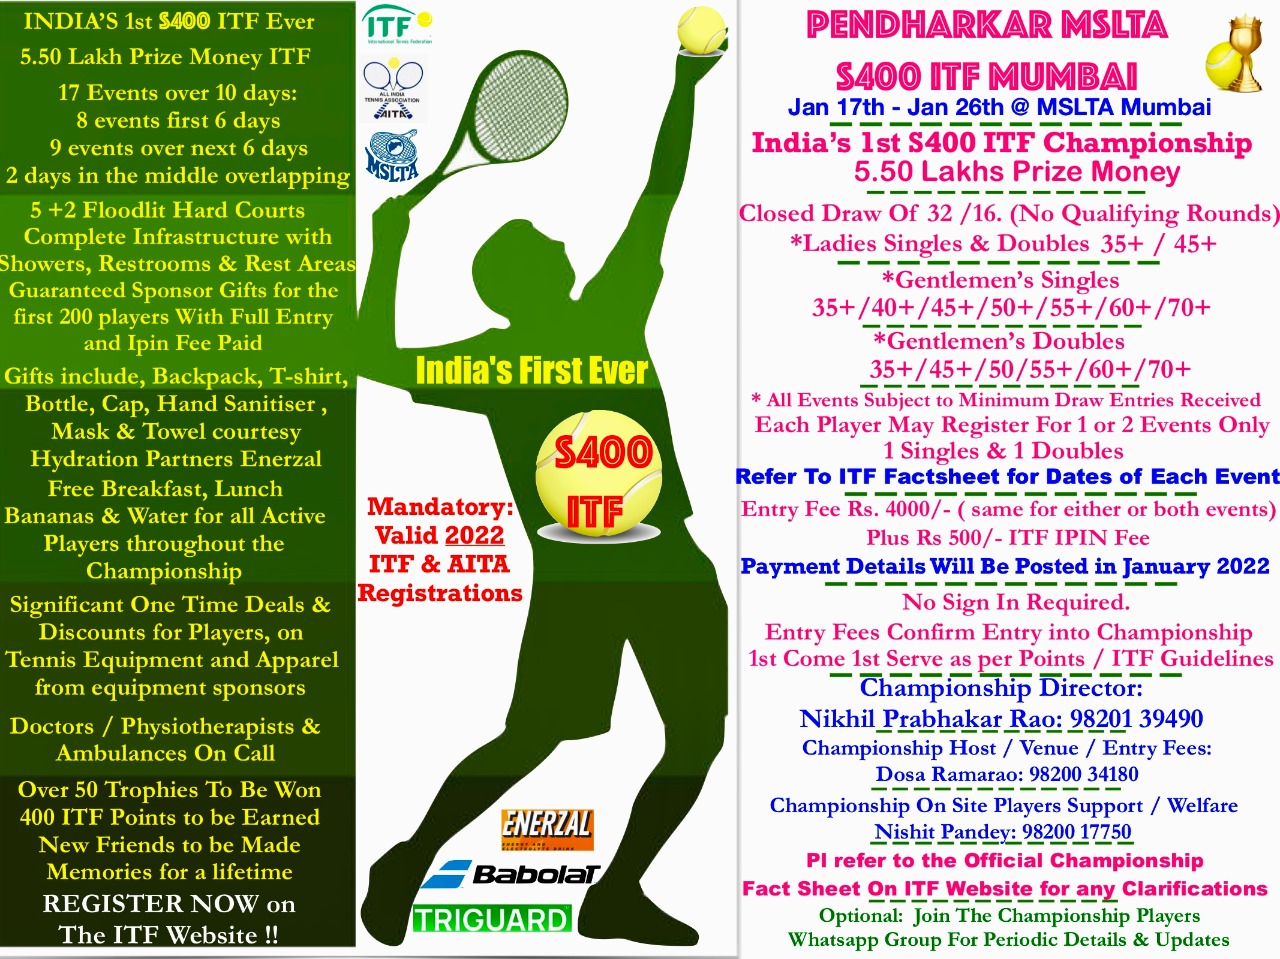 INDIA'S 1st S400 ITF Ever
5.50 Lakh Prize Money ITF
17 Events over 10 days:
8 events first 6 days
9 events over next 6 days
2 days in the middle overlapping
5 +2 Floodlit Hard Courts
Complete Infrastructure with
Showers, Restrooms & Rest Areas
Guaranteed Sponsor Gifts for the
first 200 players With Full Entry
and Ipin Fee Paid
Gifts include, Backpack, T-shirt,
Bottle, Cap, Hand Sanitiser ,
Mask & Towel courtesy
Hydration Partners Enerzal
Free Breakfast, Lunch
Bananas & Water for all Active
Players throughout the
Championship
Significant One Time Deals &
Discounts for Players, on
Tennis Equipment and Apparel
from equipment sponsors
Doctors / Physiotherapists &
Ambulances On Call
Over 50 Trophies To Be Won
400 ITF Points to be Earned
New Friends to be Made
Memories for a lifetime
REGISTER NOW on
The ITF Website !!
ITF
International Tennis Federation
ALL INDIA
TENNIS ASSOCIATION
AITA
MSLTA
India's First Ever
S400
ITF
Mandatory:
Valid 2022
ITF & AITA
Registrations
ENERZAL
ENERGY AND
ELECTROLYTE DRINK
BabolaT
TRIGUARD
PENDHARKAR MSLTA
S400 ITF MUMBAI
Jan 17th - Jan 26th @ MSLTA Mumbai
India's 1st S400 ITF Championship
5.50 Lakhs Prize Money
Closed Draw Of 32 /16. (No Qualifying Rounds)
*Ladies Singles & Doubles 35+ / 45+
*Gentlemen's Singles
35+/40+/45+/50+/55+/60+/70+
*Gentlemen's Doubles
35+/45+/50/55+/60+/70+
* All Events Subject to Minimum Draw Entries Received
Each Player May Register For 1 or 2 Events Only
1 Singles & 1 Doubles
Refer To ITF Factsheet for Dates of Each Event
Entry Fee Rs. 4000/- ( same for either or both events)
Plus Rs 500/- ITF IPIN Fee
Payment Details Will Be Posted in January 2022
No Sign In Required.
Entry Fees Confirm Entry into Championship
1st Come 1st Serve as per Points / ITF Guidelines
Championship Director:
Nikhil Prabhakar Rao: 98201 39490
Championship Host / Venue / Entry Fees:
Dosa Ramarao: 98200 34180
Championship On Site Players Support / Welfare
Nishit Pandey: 98200 17750
Pl refer to the Official Championship
Fact Sheet On ITF Website for any Clarifications
Optional: Join The Championship Players
Whatsapp Group For Periodic Details & Updates